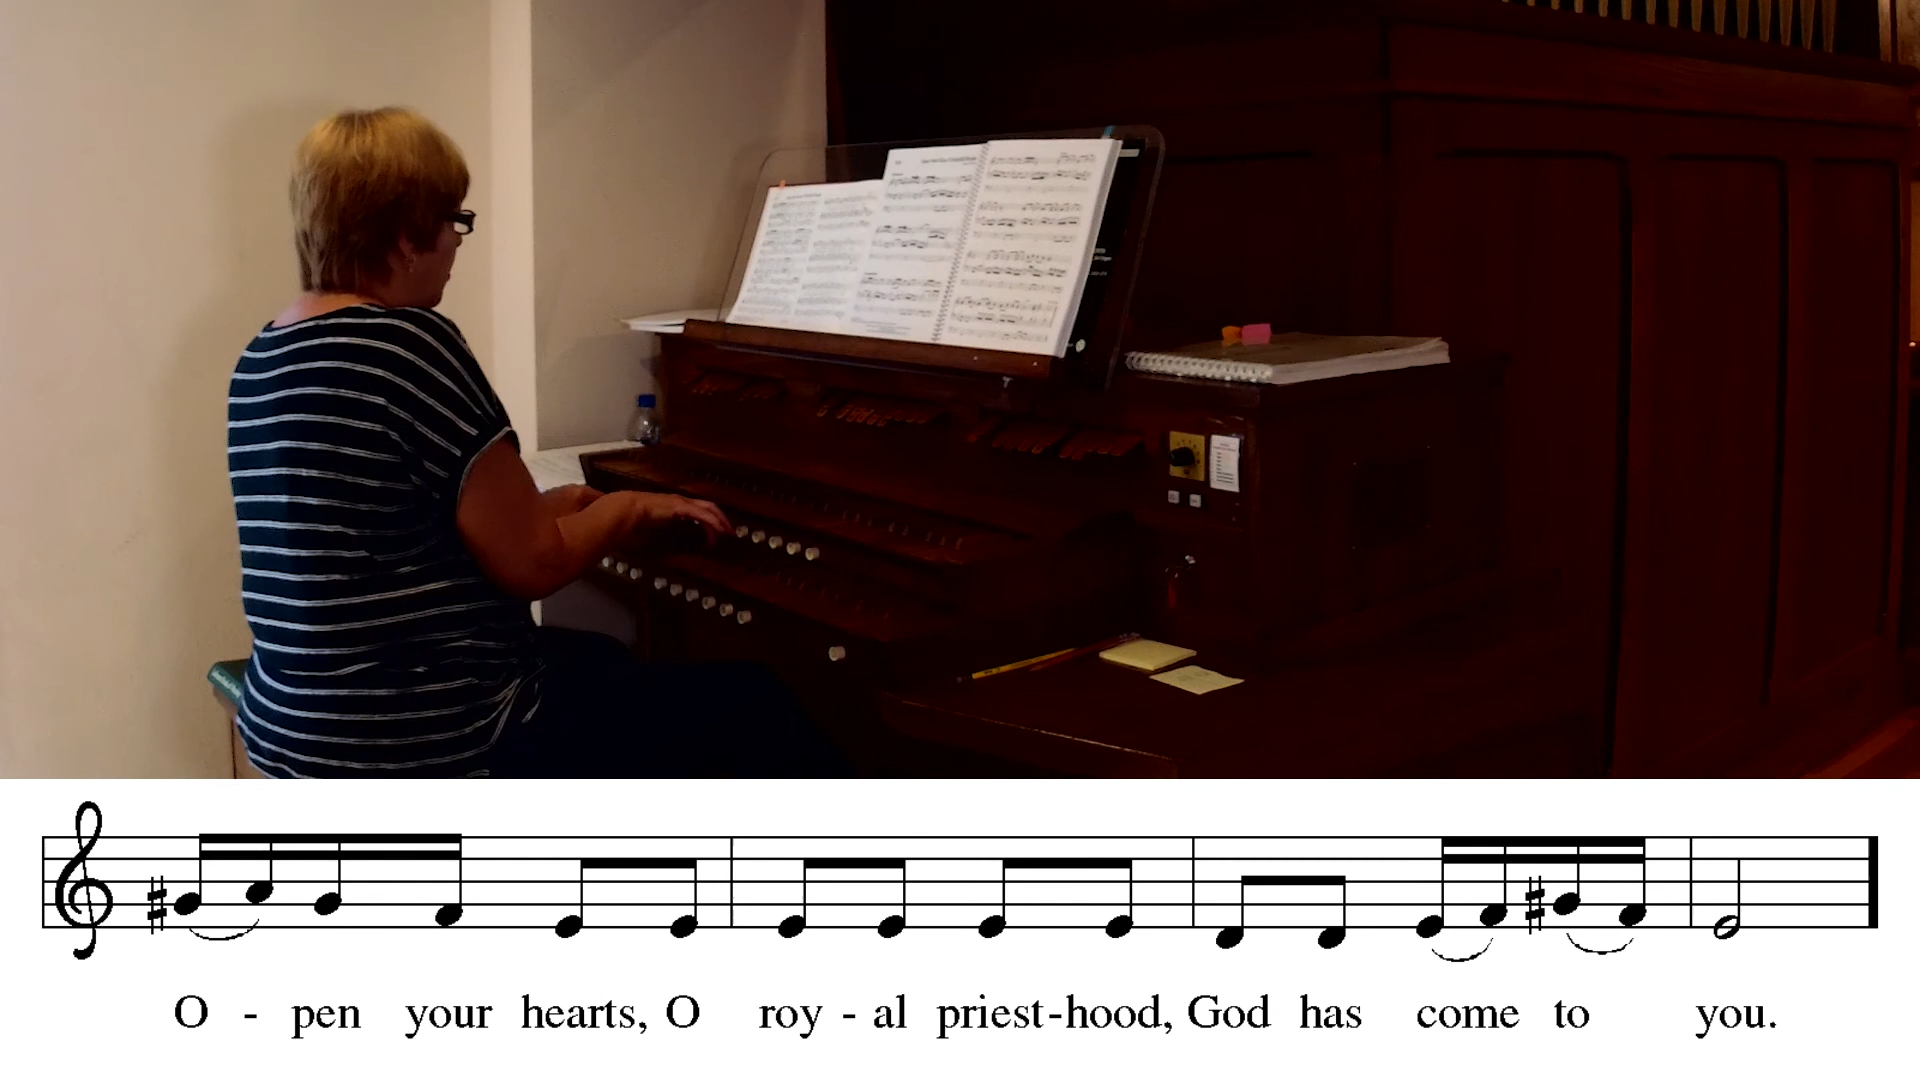 O - pen your hearts, O roy - al priest-hood, God has come to you.